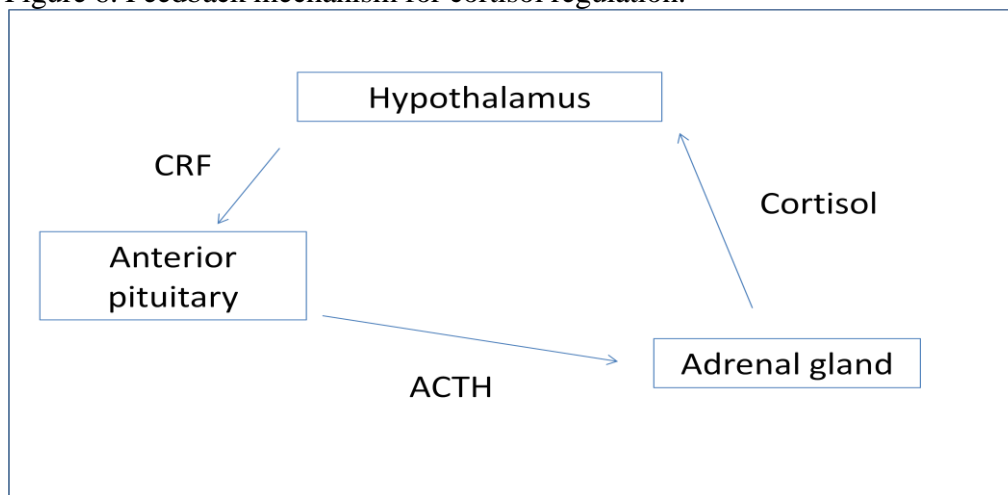 Figure 6. Feedback mechanism for cortisol regulation.
Hypothalamus
CRF
Cortisol
Anterior
pituitary
Adrenal gland
ACTH